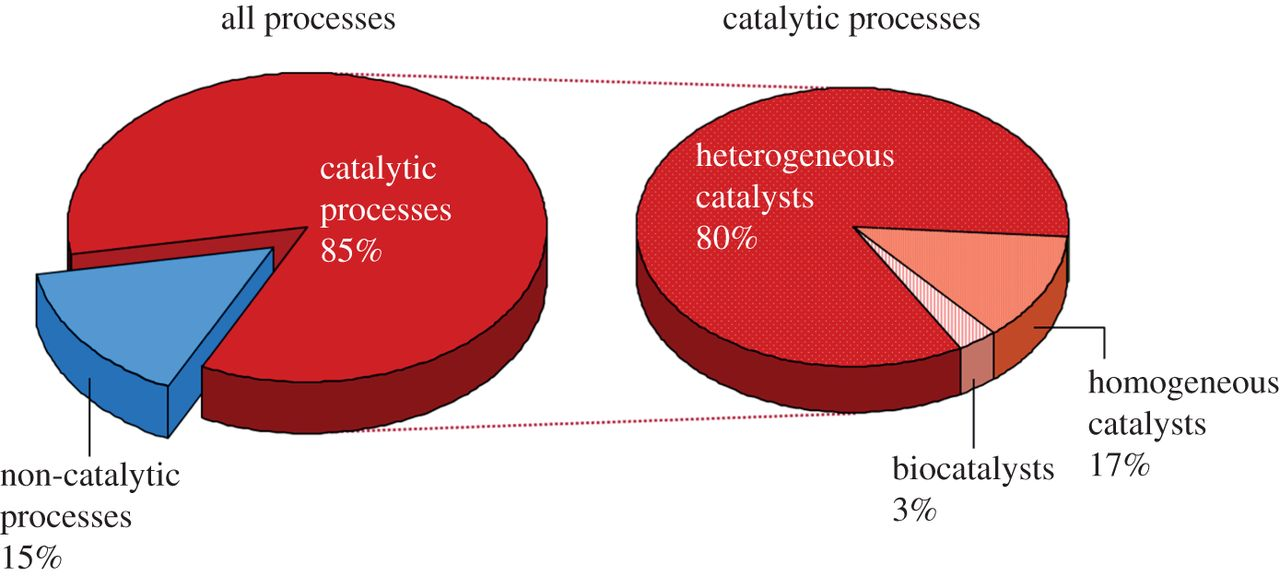 all processes
catalytic processes
catalytic
processes
85%
non-catalytic
processes
15%
heterogeneous
catalysts
80%
homogeneous
catalysts
17%
biocatalysts
3%